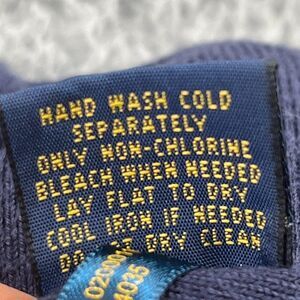 HAND WASH COLD
SEPARATELY
ONLY NON-CHLORINE
BLEACH WHEN NEEDED
LAY FLAT TO DRY
COOL IRON IF NEEDED
DO DRY CLEAN